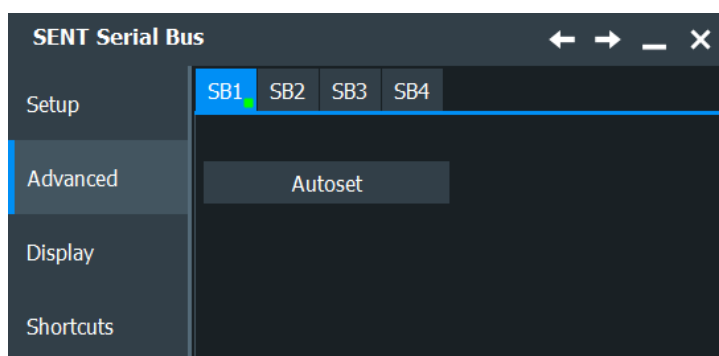 SENT Serial Bus
Setup
SB1 SB2 SB3 SB4
Advanced
Autoset
Display
Shortcuts